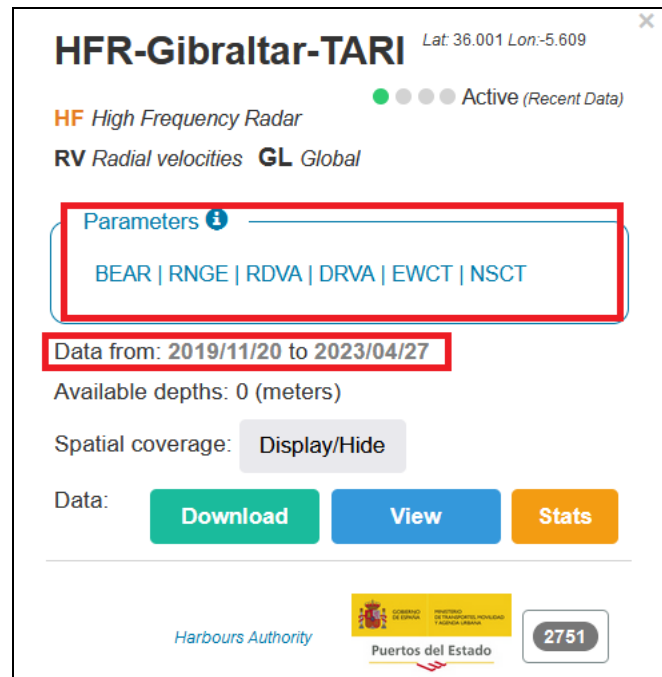 ×
HFR-Gibraltar-TARI Lat: 36.001 Lon:-5.609
Active (Recent Data)
HF High Frequency Radar
RV Radial velocities GL Global
Parameters
BEAR | RNGE | RDVA | DRVA | EWCT | NSCT
Data from: 2019/11/20 to 2023/04/27
Available depths: 0 (meters)
Spatial coverage: Display/Hide
Data: Download View Stats
GOBIERNO DE ESPAÑA MINISTERIO DE TRANSPORTES, MOVILIDAD Y AGENDA URBANA
Harbours Authority Puertos del Estado 2751